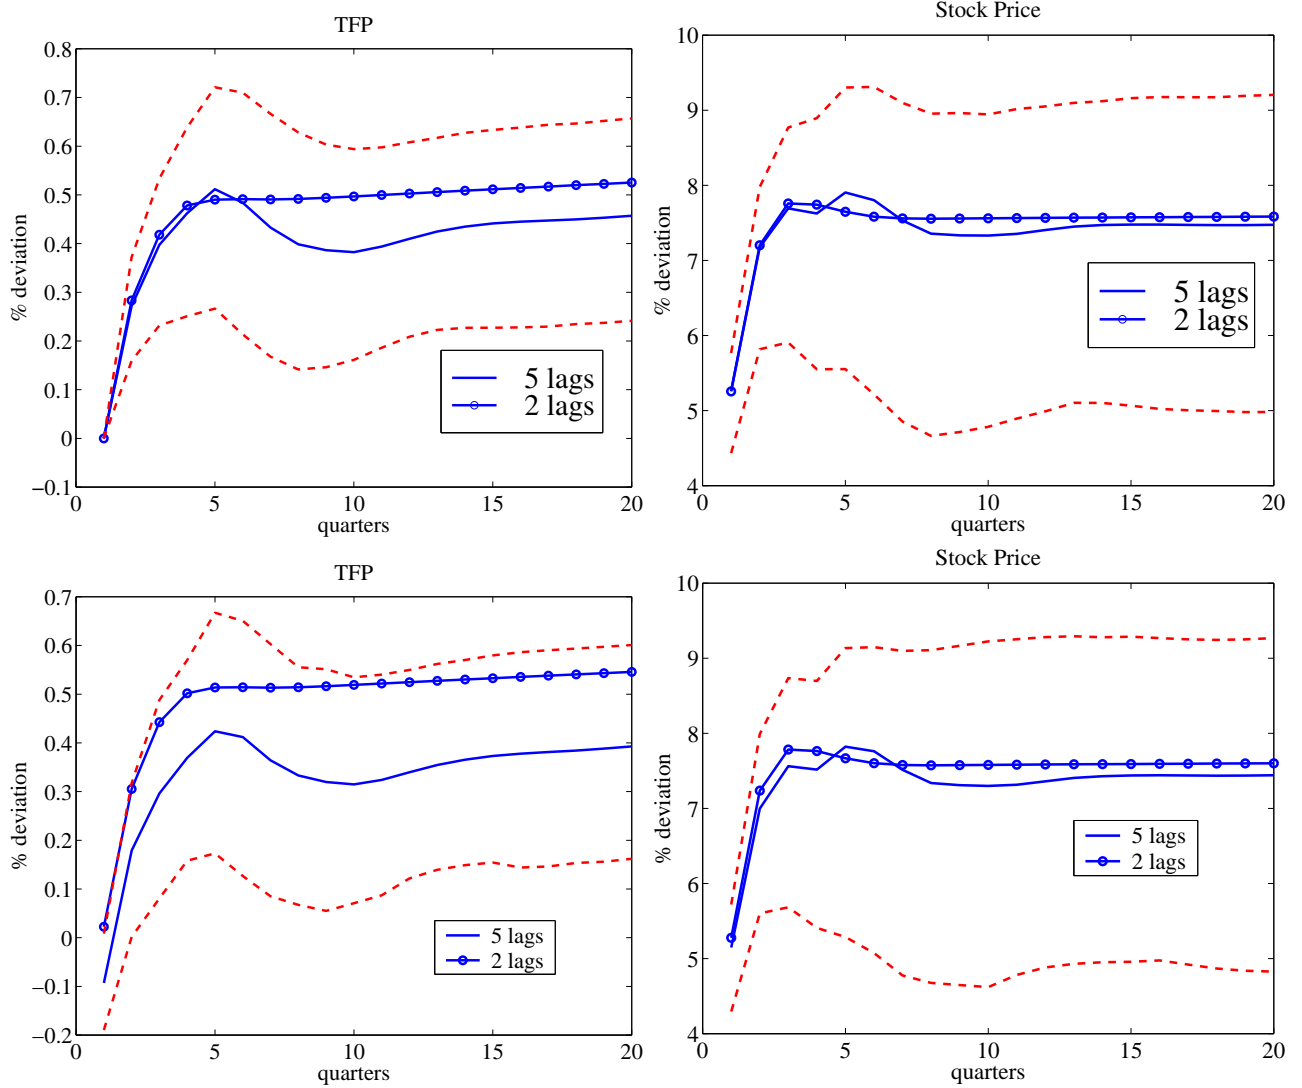 TFP
0.8
0.7
0.6
0.5
0.4
0.3
0.2
0.1
0
−0.1
% deviation
5 lags
2 lags
0 5 10 15 20
quarters
Stock Price
10
9
8
7
6
5
4
% deviation
5 lags
2 lags
0 5 10 15 20
quarters
TFP
0.7
0.6
0.5
0.4
0.3
0.2
0.1
0
−0.1
−0.2
% deviation
5 lags
2 lags
0 5 10 15 20
quarters
Stock Price
10
9
8
7
6
5
4
% deviation
5 lags
2 lags
0 5 10 15 20
quarters